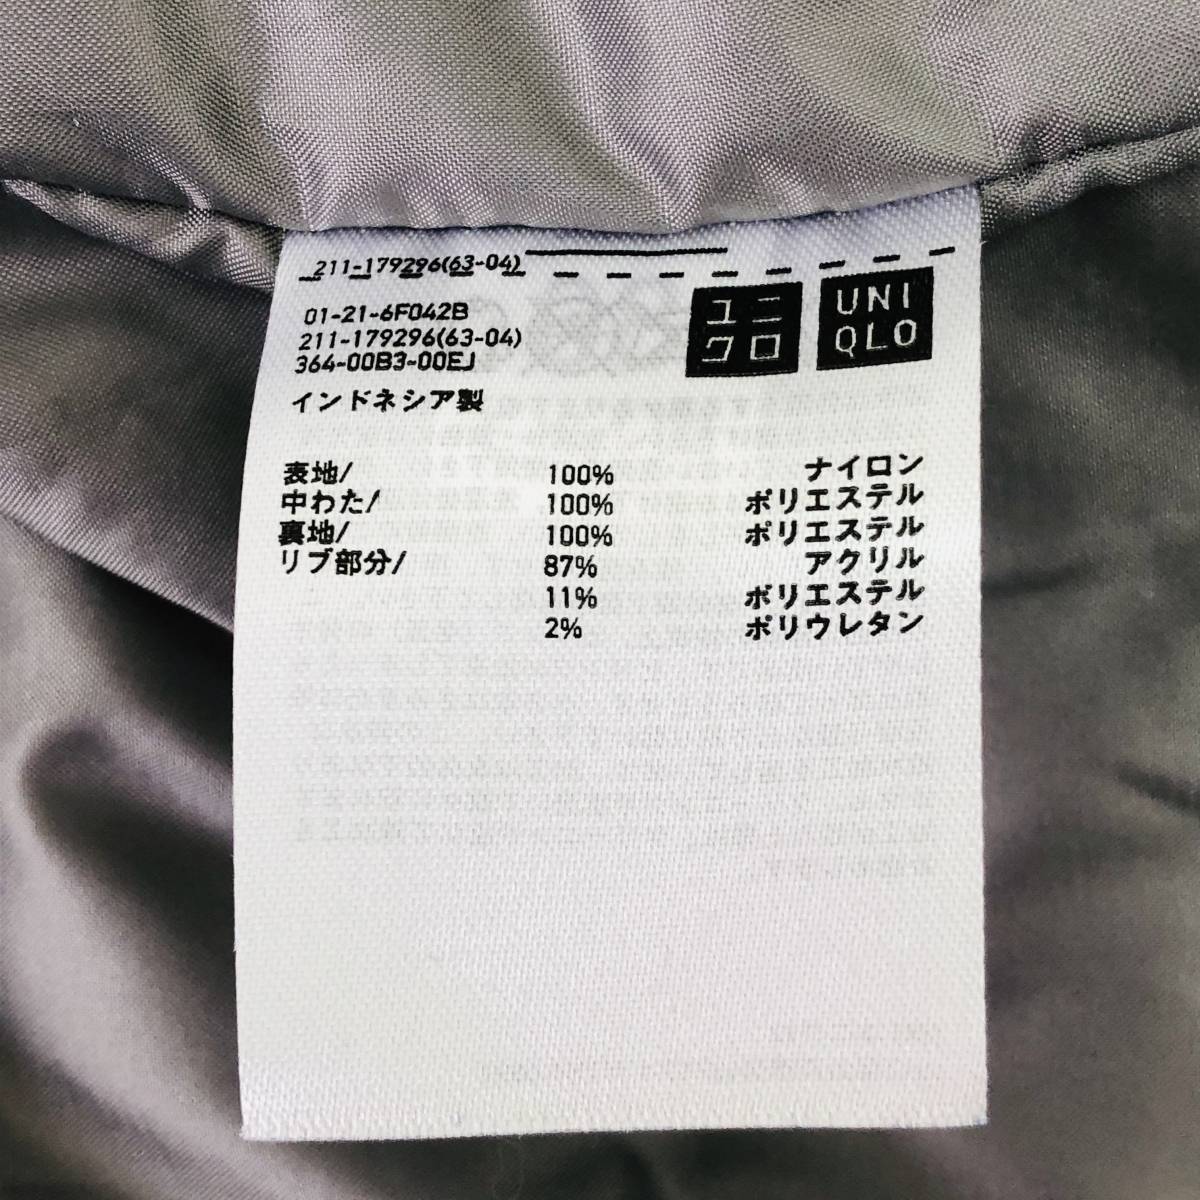 211-179296(63-04)
01-21-6F042B
211-179296(63-04)
364-00B3-00EJ
インドネシア製
ユニ
クロ
UNI
QLO
表地/ 100% ナイロン
中わた/ 100% ポリエステル
裏地/ 100% ポリエステル
リブ部分/ 87% アクリル
11% ポリエステル
2% ポリウレタン